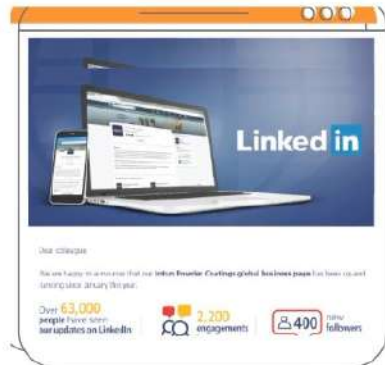 Linked in
Dear colleague
We are happy to announce that our Interpon Powder Coatings global business page has been up and
running since January this year.
Over 63,000
people have seen
our updates on LinkedIn
2,200
engagements
400
new
followers